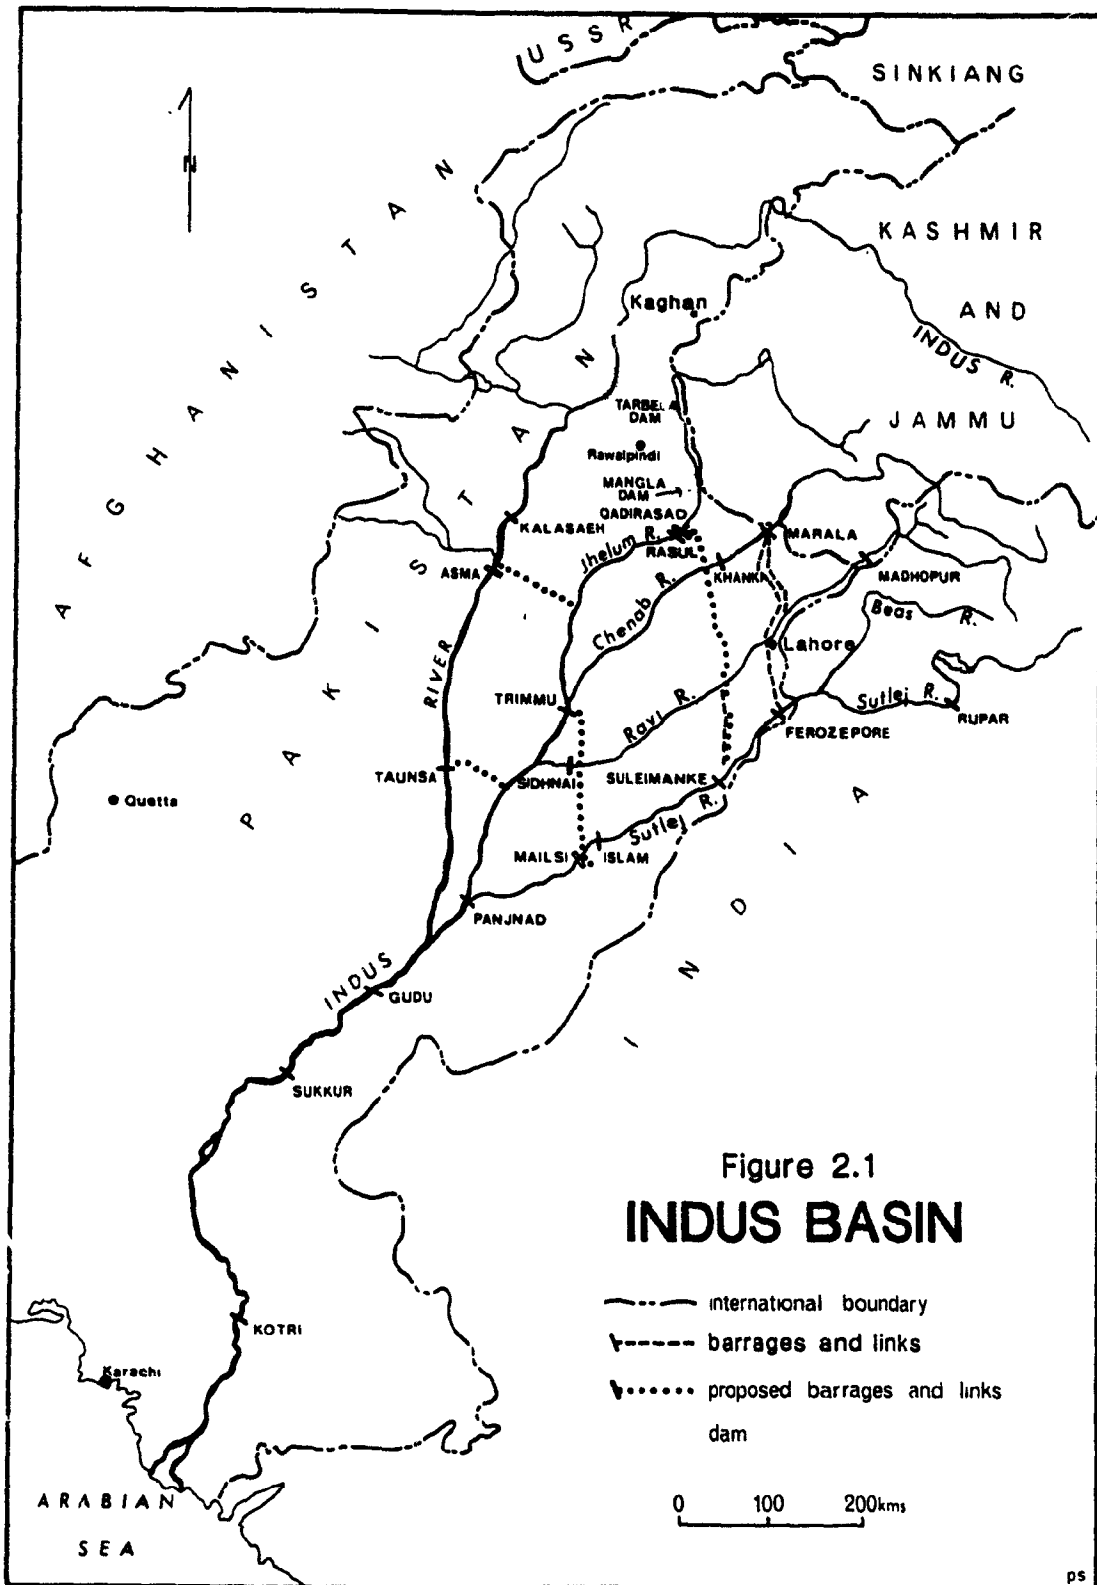 USSR
SINKIANG
N
AFGHANISTAN
KASHMIR
AND
JAMMU
INDUS R.
Kaghan
PAKISTAN
TARBELA
DAM
Rawalpindi
MANGLA
DAM
QADIRASAD
RASUL
KALASAEH
Jhelum R.
MARALA
ASMA
KHANKA
MADHOPUR
Chenab R.
Beas R.
Lahore
RIVER
TRIMMU
Ravi R.
Sutlej R.
RUPAR
FEROZEPORE
TAUNSA
SIDHNAI
SULEIMANKE
Quetta
Sutlej R.
MAILSI
ISLAM
INDIA
PANJNAD
INDUS
GUDU
SUKKUR
Figure 2.1
INDUS BASIN
international boundary
barrages and links
proposed barrages and links
dam
KOTRI
Karachi
0 100 200kms
ARABIAN
SEA
ps